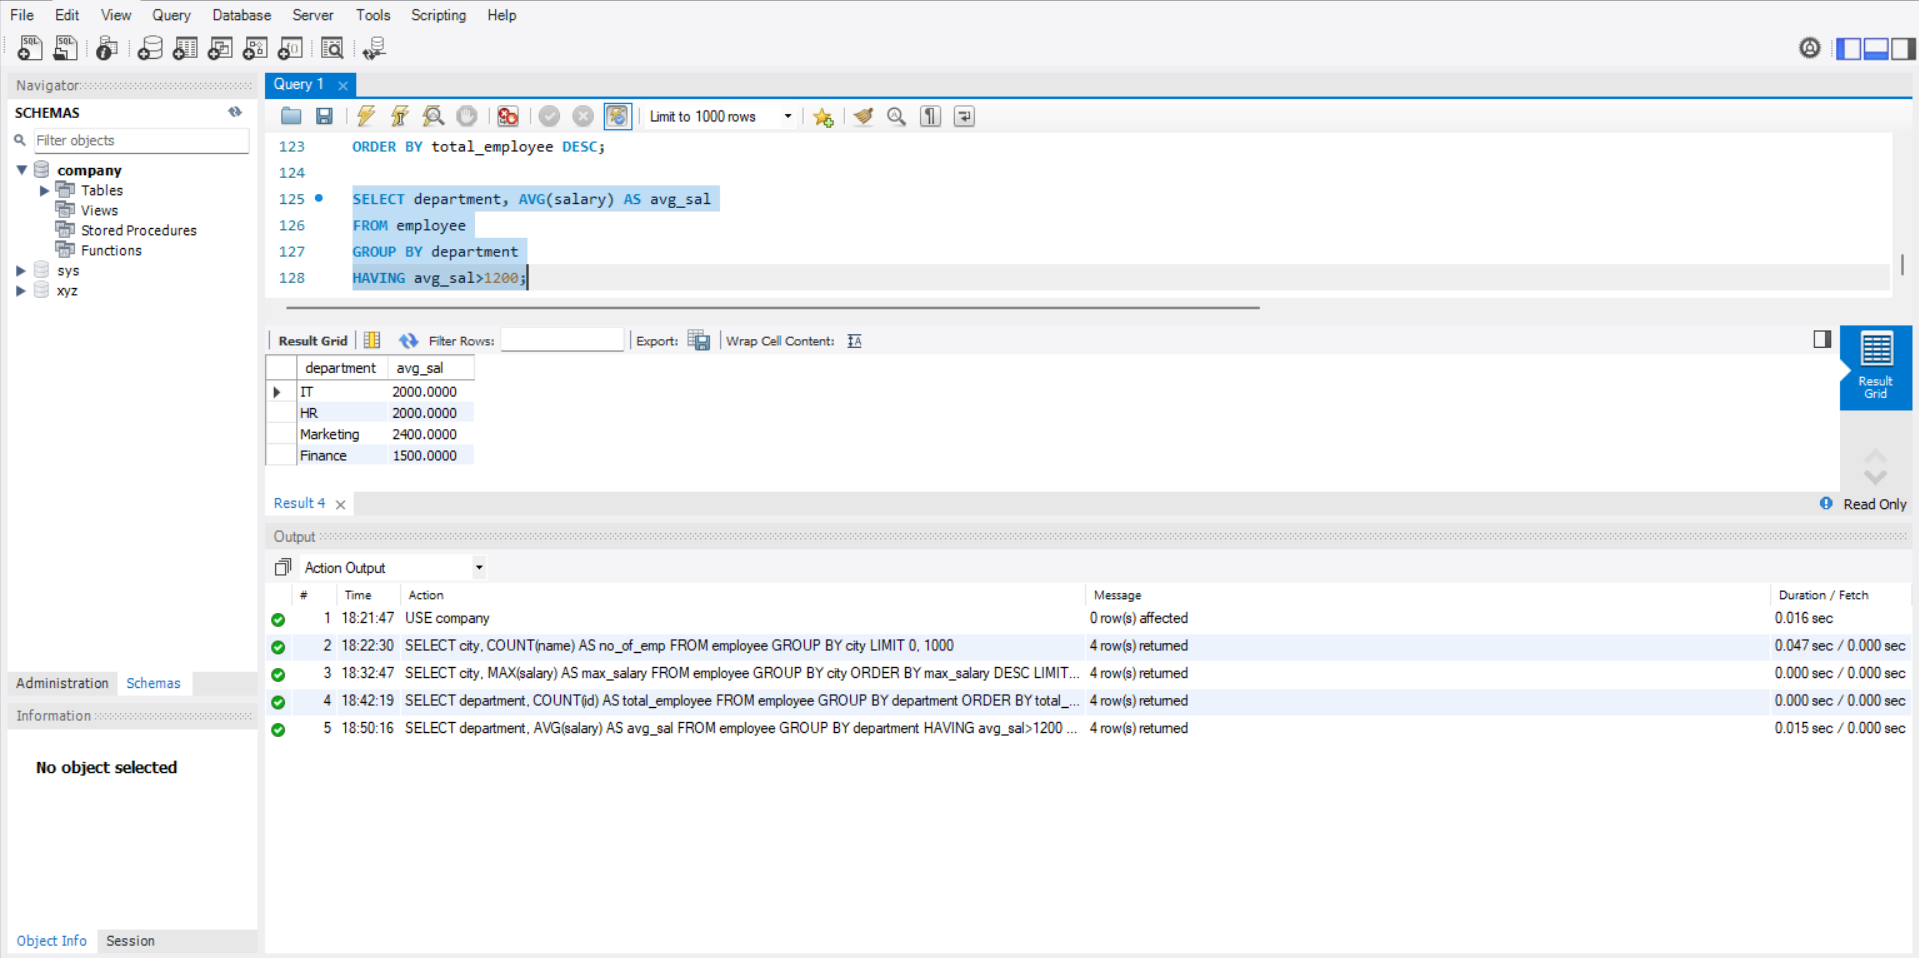 File Edit View Query Database Server Tools Scripting Help
Navigator
SCHEMAS
Filter objects
company
Tables
Views
Stored Procedures
Functions
sys
xyz
Administration Schemas
Information
No object selected
Object Info Session
Query 1
Limit to 1000 rows
123 ORDER BY total_employee DESC;
124
125 SELECT department, AVG(salary) AS avg_sal
126 FROM employee
127 GROUP BY department
128 HAVING avg_sal>1200;
Result Grid Filter Rows: Export: Wrap Cell Content:
department avg_sal
IT 2000.0000
HR 2000.0000
Marketing 2400.0000
Finance 1500.0000
Result
Grid
Result 4
Read Only
Output
Action Output
# Time Action Message Duration / Fetch
1 18:21:47 USE company 0 row(s) affected 0.016 sec
2 18:22:30 SELECT city, COUNT(name) AS no_of_emp FROM employee GROUP BY city LIMIT 0, 1000 4 row(s) returned 0.047 sec / 0.000 sec
3 18:32:47 SELECT city, MAX(salary) AS max_salary FROM employee GROUP BY city ORDER BY max_salary DESC LIMIT... 4 row(s) returned 0.000 sec / 0.000 sec
4 18:42:19 SELECT department, COUNT(id) AS total_employee FROM employee GROUP BY department ORDER BY total_... 4 row(s) returned 0.000 sec / 0.000 sec
5 18:50:16 SELECT department, AVG(salary) AS avg_sal FROM employee GROUP BY department HAVING avg_sal>1200 ... 4 row(s) returned 0.015 sec / 0.000 sec